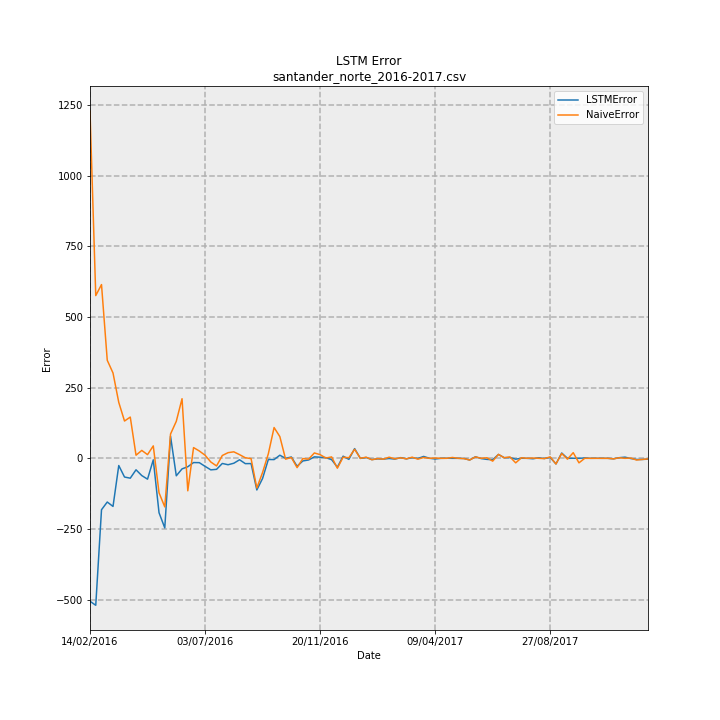 LSTM Error
santander_norte_2016-2017.csv
LSTMError
NaiveError
1250
1000
750
500
250
0
−250
−500
Error
14/02/2016
03/07/2016
20/11/2016
09/04/2017
27/08/2017
Date